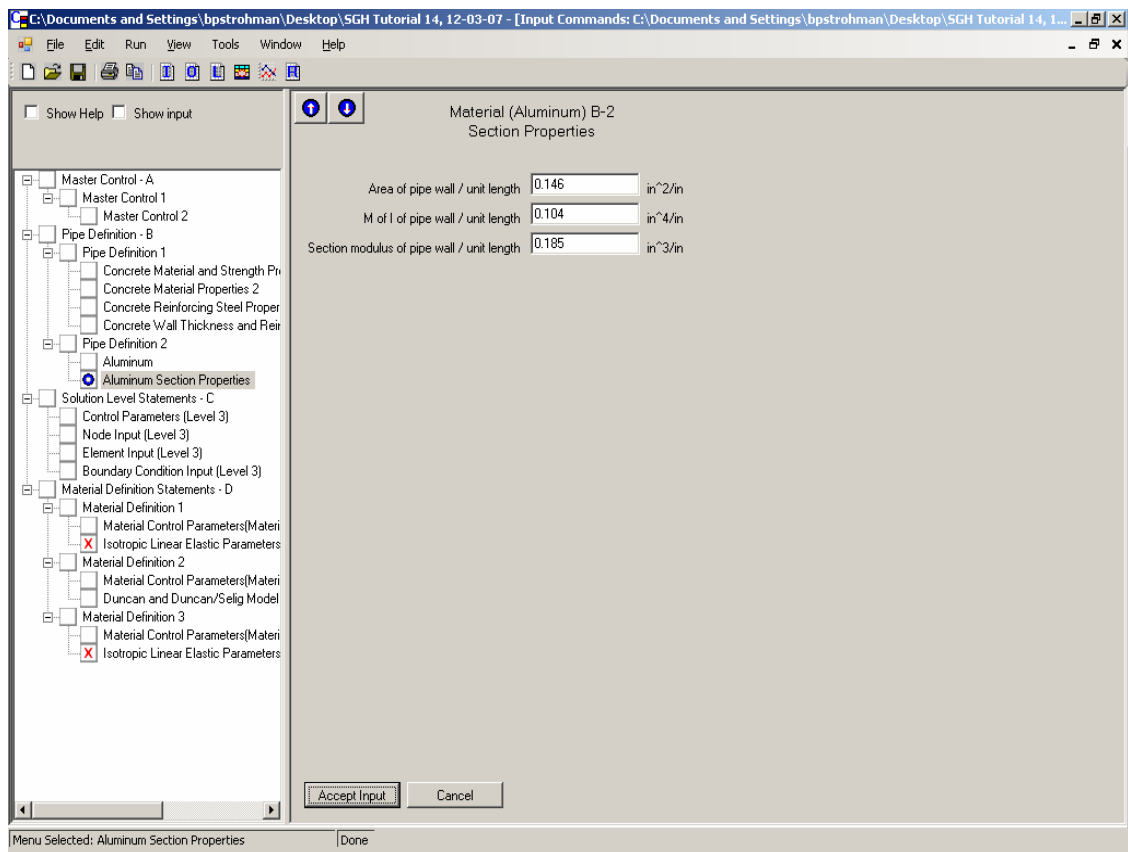 C:\Documents and Settings\bpstrohman\Desktop\SGH Tutorial 14, 12-03-07 - [Input Commands: C:\Documents and Settings\bpstrohman\Desktop\SGH Tutorial 14, 1...
File Edit Run View Tools Window Help
Show Help Show input
Material (Aluminum) B-2
Section Properties
Area of pipe wall / unit length 0.146 in^2/in
M of I of pipe wall / unit length 0.104 in^4/in
Section modulus of pipe wall / unit length 0.185 in^3/in
Master Control - A
Master Control 1
Master Control 2
Pipe Definition - B
Pipe Definition 1
Concrete Material and Strength Pr
Concrete Material Properties 2
Concrete Reinforcing Steel Proper
Concrete Wall Thickness and Rein
Pipe Definition 2
Aluminum
Aluminum Section Properties
Solution Level Statements - C
Control Parameters (Level 3)
Node Input (Level 3)
Element Input (Level 3)
Boundary Condition Input (Level 3)
Material Definition Statements - D
Material Definition 1
Material Control Parameters(Materi
Isotropic Linear Elastic Parameters
Material Definition 2
Material Control Parameters(Materi
Duncan and Duncan/Selig Model
Material Definition 3
Material Control Parameters(Materi
Isotropic Linear Elastic Parameters
Accept Input Cancel
Menu Selected: Aluminum Section Properties Done